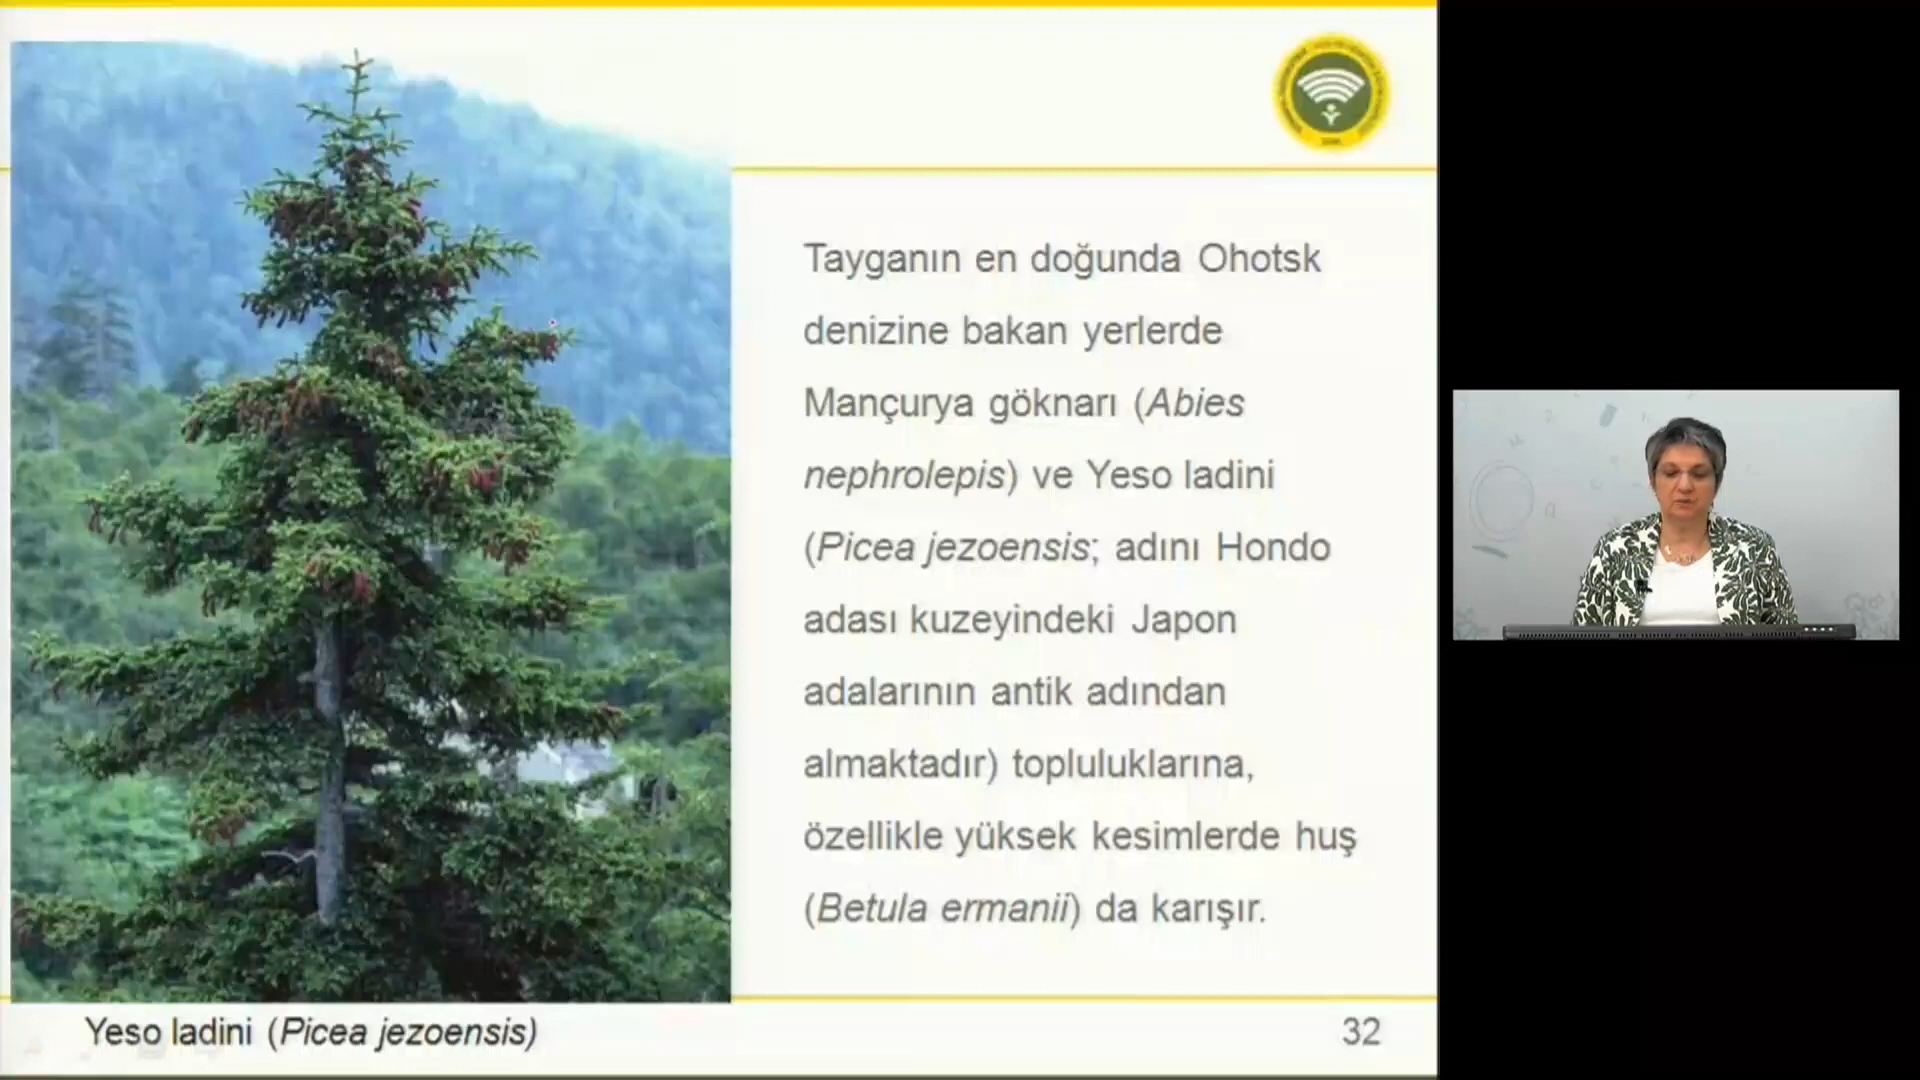 Tayganın en doğunda Ohotsk
denizine bakan yerlerde
Mançurya göknarı (Abies
nephrolepis) ve Yeso ladini
(Picea jezoensis; adını Hondo
adası kuzeyindeki Japon
adalarının antik adından
almaktadır) topluluklarına,
özellikle yüksek kesimlerde huş
(Betula ermanii) da karışır.
Yeso ladini (Picea jezoensis)
32